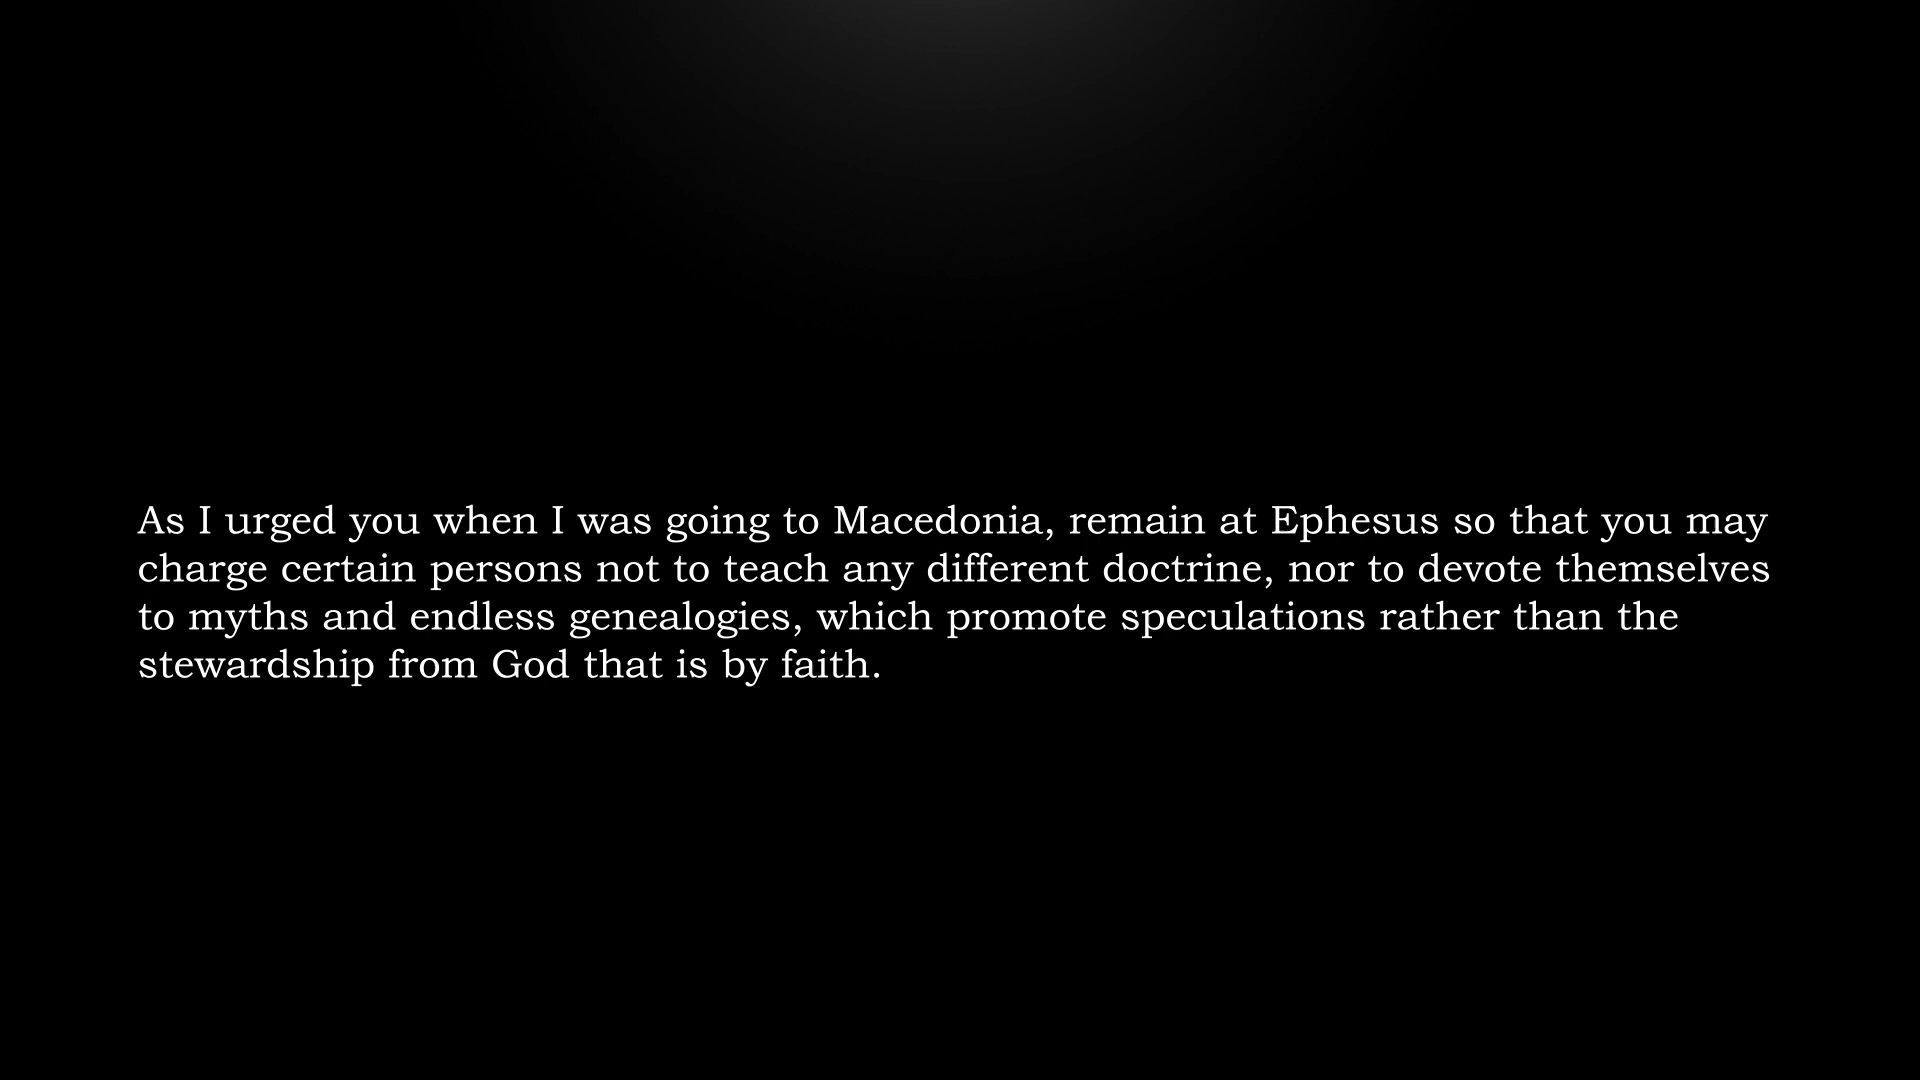 As I urged you when I was going to Macedonia, remain at Ephesus so that you may
charge certain persons not to teach any different doctrine, nor to devote themselves
to myths and endless genealogies, which promote speculations rather than the
stewardship from God that is by faith.